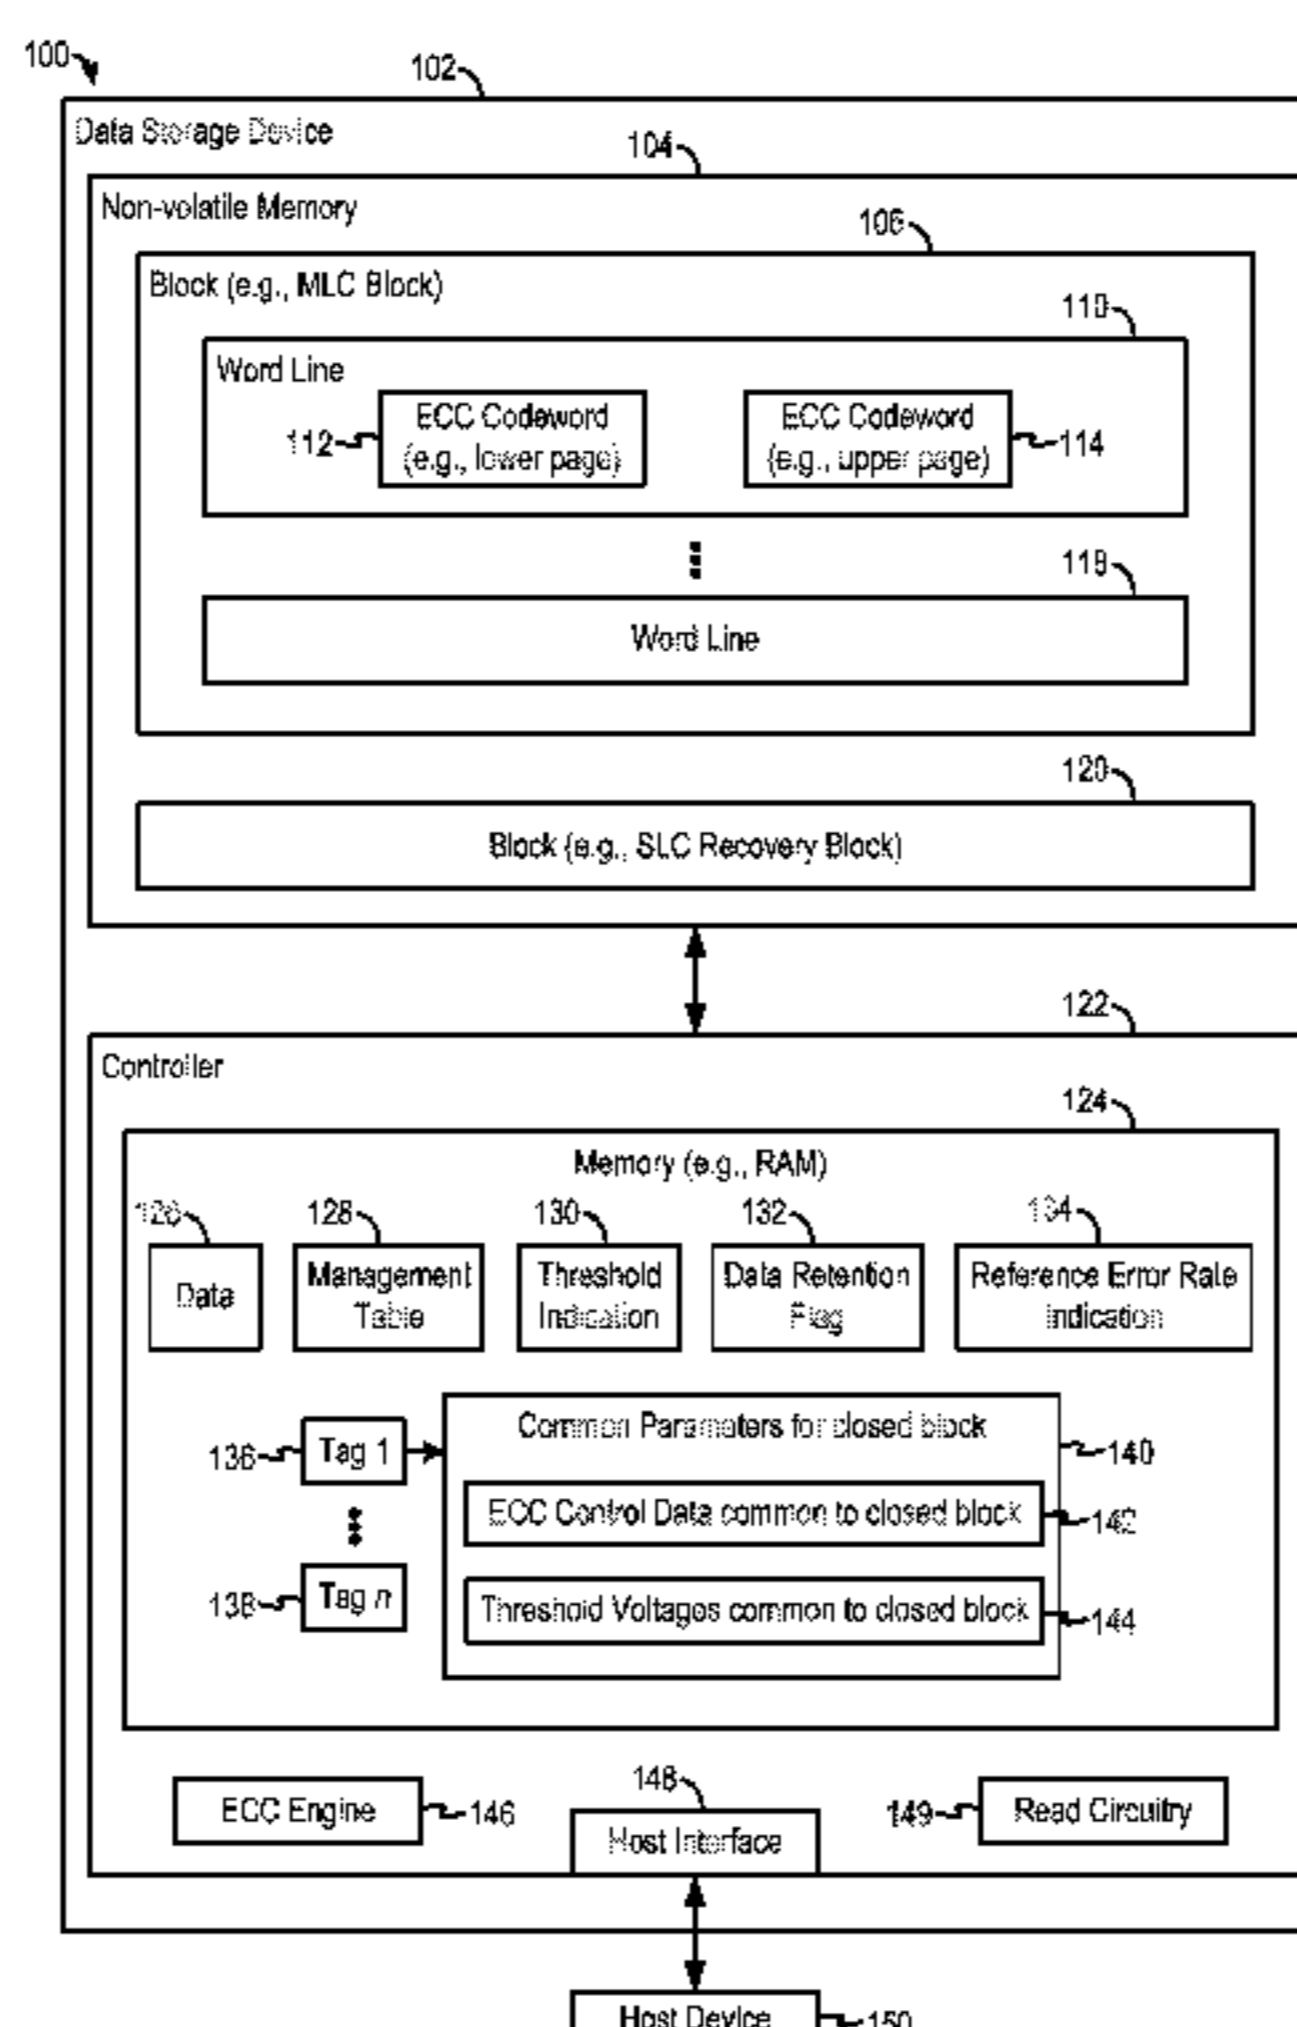 100
102
Data Storage Device
104
Non-volatile Memory
106
Block (e.g., MLC Block)
110
Word Line
ECC Codeword
(e.g., lower page)
112
ECC Codeword
(e.g., upper page)
114
118
Word Line
120
Block (e.g., SLC Recovery Block)
122
Controller
124
Memory (e.g., RAM)
126
128
130
132
134
Data
Management
Table
Threshold
Indication
Data Retention
Flag
Reference Error Rate
Indication
Common Parameters for closed block
136
Tag 1
140
ECC Control Data common to closed block
142
138
Tag n
Threshold Voltages common to closed block
144
148
ECC Engine
146
Host Interface
149
Read Circuitry
Host Device
150